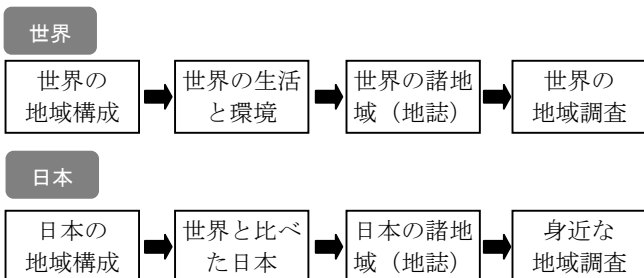 世界
世界の
地域構成
世界の生活
と環境
世界の諸地
域（地誌）
世界の
地域調査
日本
日本の
地域構成
世界と比べ
た日本
日本の諸地
域（地誌）
身近な
地域調査